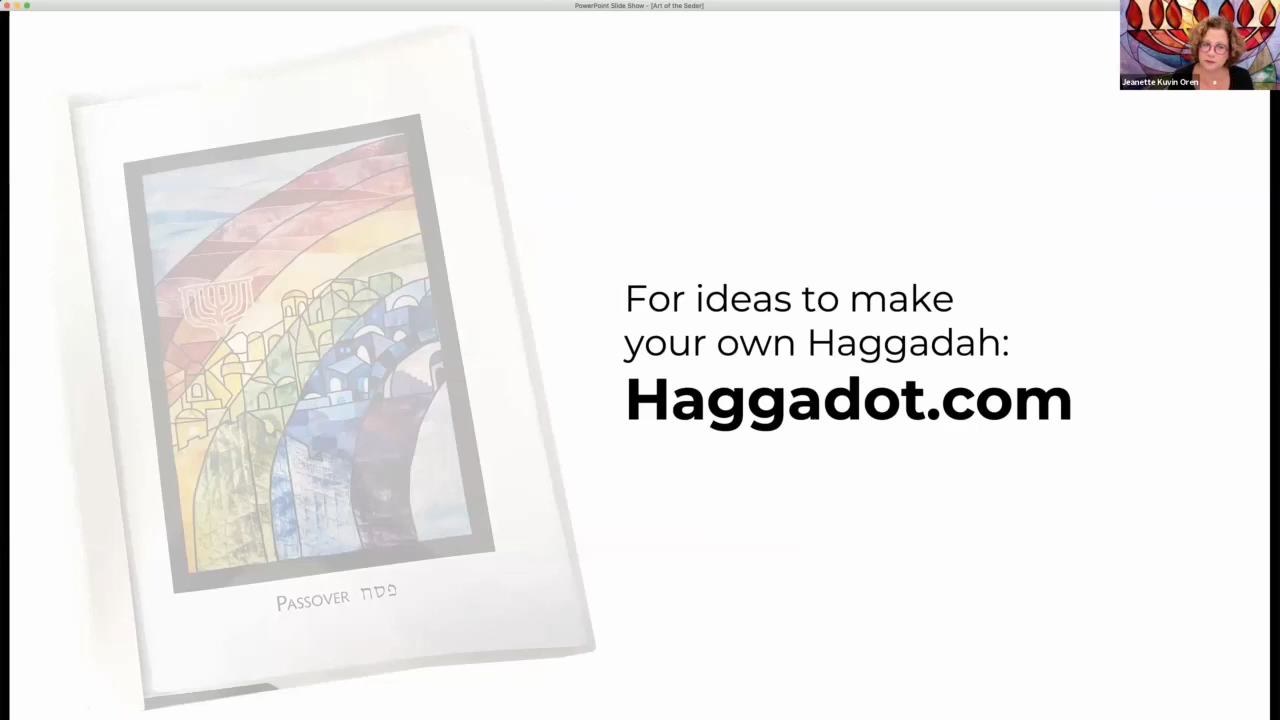 PowerPoint Slide Show - [Art of the Seder]
Jeanette Kuvin Oren
For ideas to make
your own Haggadah:
Haggadot.com
PASSOVER פסח